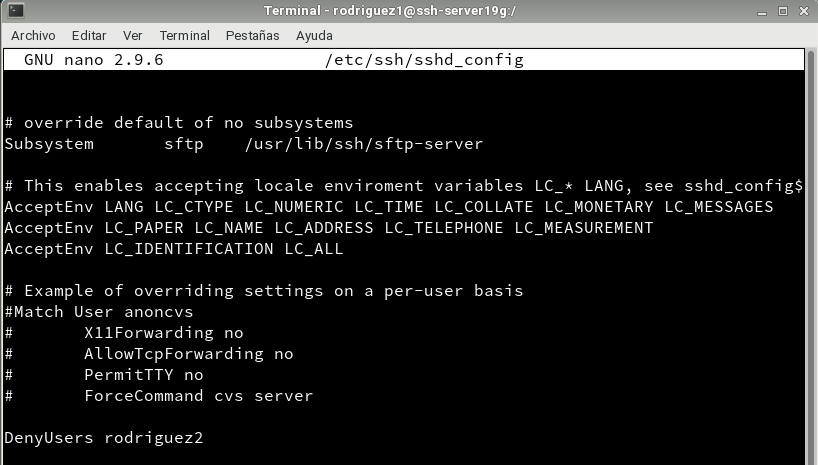 Terminal - rodriguez1@ssh-server19g:/
Archivo Editar Ver Terminal Pestañas Ayuda
GNU nano 2.9.6 /etc/ssh/sshd_config
# override default of no subsystems
Subsystem sftp /usr/lib/ssh/sftp-server
# This enables accepting locale enviroment variables LC_* LANG, see sshd_config$
AcceptEnv LANG LC_CTYPE LC_NUMERIC LC_TIME LC_COLLATE LC_MONETARY LC_MESSAGES
AcceptEnv LC_PAPER LC_NAME LC_ADDRESS LC_TELEPHONE LC_MEASUREMENT
AcceptEnv LC_IDENTIFICATION LC_ALL
# Example of overriding settings on a per-user basis
#Match User anoncvs
# X11Forwarding no
# AllowTcpForwarding no
# PermitTTY no
# ForceCommand cvs server
DenyUsers rodriguez2